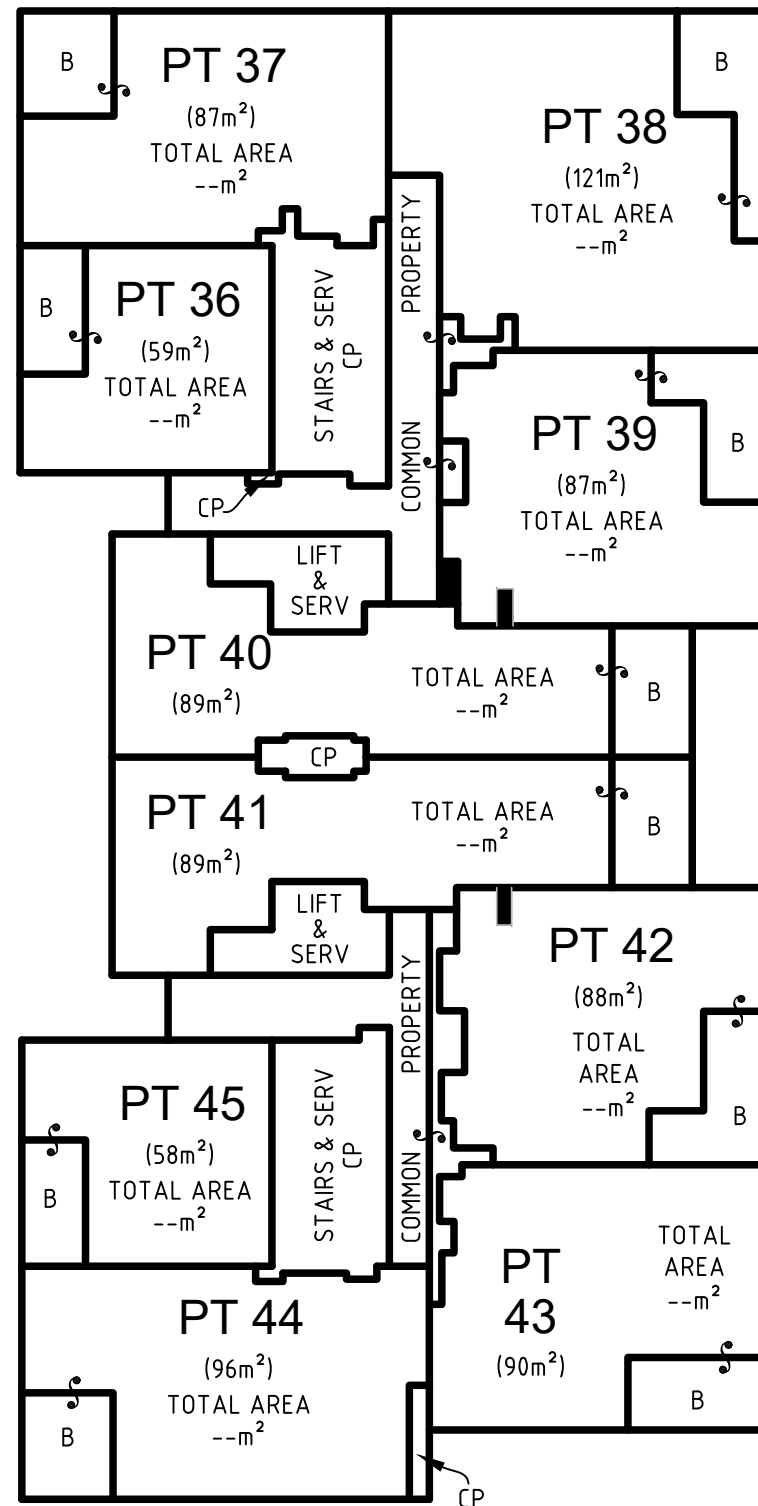 B
PT 37
(87m²)
TOTAL AREA
--m²
B
PT 38
(121m²)
TOTAL AREA
--m²
B
PT 36
(59m²)
TOTAL AREA
--m²
STAIRS & SERV
CP
COMMON PROPERTY
CP
PT 39
(87m²)
TOTAL AREA
--m²
B
LIFT
&
SERV
PT 40
(89m²)
TOTAL AREA
--m²
B
CP
PT 41
(89m²)
TOTAL AREA
--m²
B
LIFT
&
SERV
PT 42
(88m²)
TOTAL
AREA
--m²
B
PT 45
(58m²)
TOTAL AREA
--m²
B
STAIRS & SERV
CP
COMMON PROPERTY
PT
43
(90m²)
TOTAL
AREA
--m²
B
PT 44
(96m²)
TOTAL AREA
--m²
B
CP